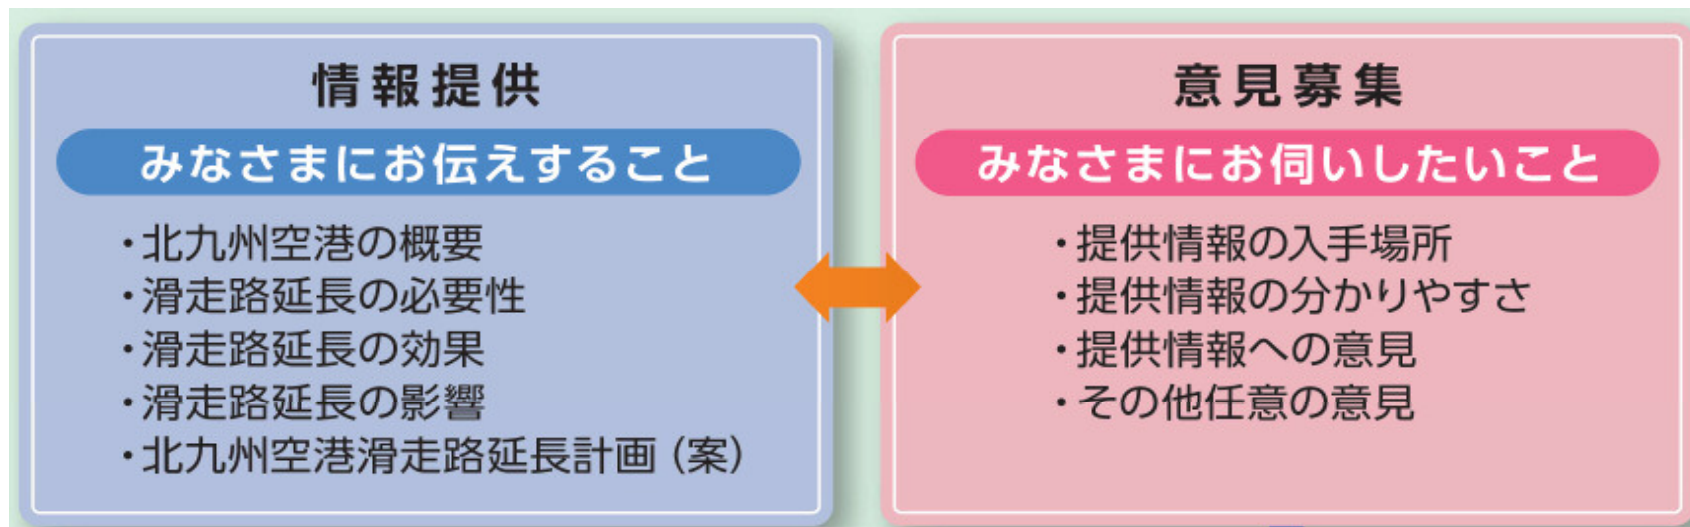 情報提供
みなさまにお伝えすること
・北九州空港の概要
・滑走路延長の必要性
・滑走路延長の効果
・滑走路延長の影響
・北九州空港滑走路延長計画（案）
意見募集
みなさまにお伺いしたいこと
・提供情報の入手場所
・提供情報の分かりやすさ
・提供情報への意見
・その他任意の意見